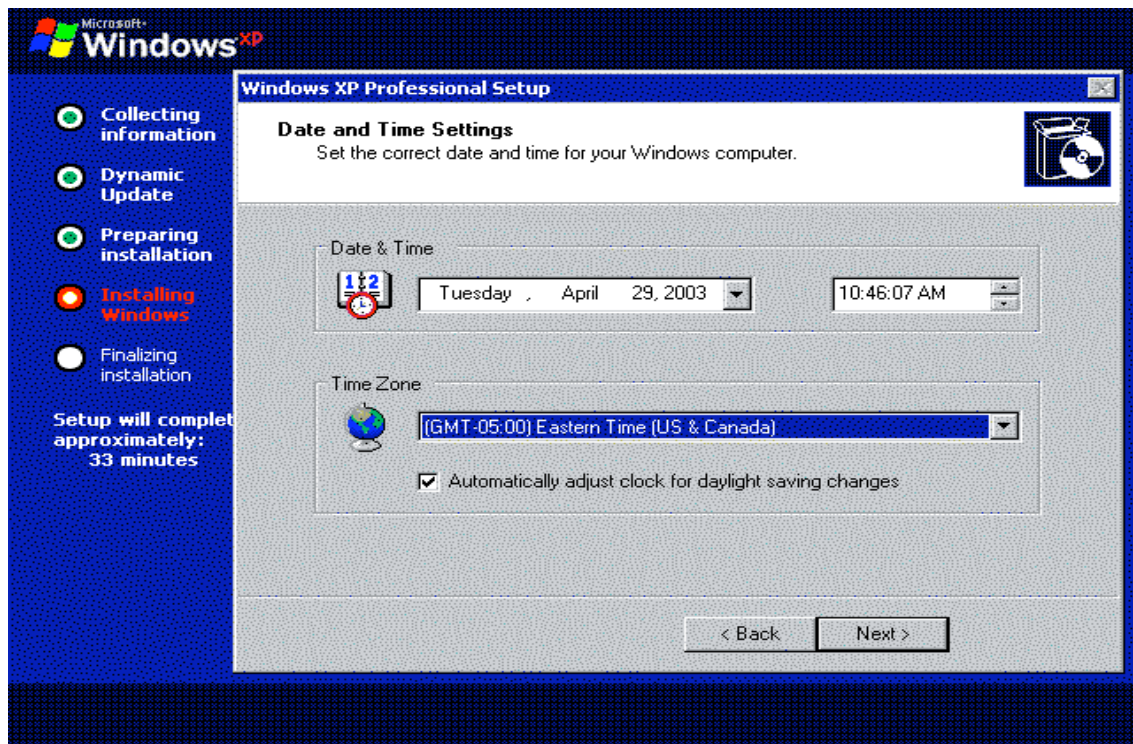 Microsoft
Windows xp
Windows XP Professional Setup
Collecting
information
Dynamic
Update
Preparing
installation
Installing
Windows
Finalizing
installation
Setup will complet
approximately:
33 minutes
Date and Time Settings
Set the correct date and time for your Windows computer.
Date & Time
1 2
Tuesday , April 29, 2003
10:46:07 AM
Time Zone
(GMT-05:00) Eastern Time (US & Canada)
Automatically adjust clock for daylight saving changes
< Back
Next >